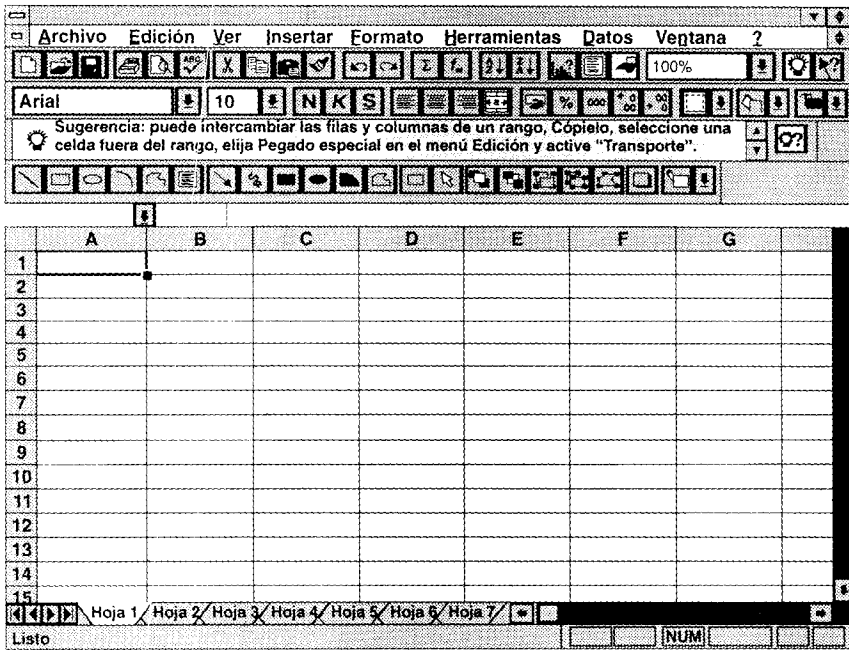 Archivo Edición Ver Insertar Formato Herramientas Datos Ventana ?
100%
Arial 10 N K S % 000
Sugerencia: puede intercambiar las filas y columnas de un rango, Cópielo, seleccione una
celda fuera del rango, elija Pegado especial en el menú Edición y active “Transporte”.
A B C D E F G
1
2
3
4
5
6
7
8
9
10
11
12
13
14
15
Hoja 1 Hoja 2 Hoja 3 Hoja 4 Hoja 5 Hoja 6 Hoja 7
Listo NUM